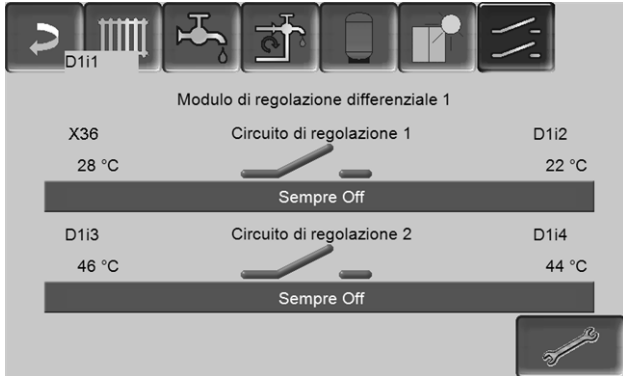 D1i1
Modulo di regolazione differenziale 1
X36 Circuito di regolazione 1 D1i2
28 °C 22 °C
Sempre Off
D1i3 Circuito di regolazione 2 D1i4
46 °C 44 °C
Sempre Off